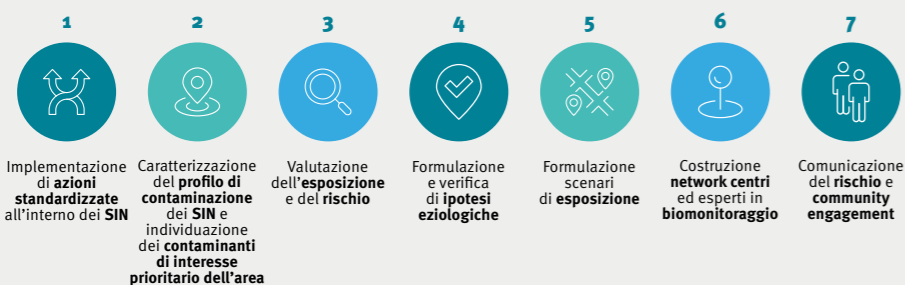 1
Implementazione
di azioni
standardizzate
all'interno dei SIN
2
Caratterizzazione
del profilo di
contaminazione
dei SIN e
individuazione
dei contaminanti
di interesse
prioritario dell'area
3
Valutazione
dell'esposizione
e del rischio
4
Formulazione
e verifica
di ipotesi
eziologiche
5
Formulazione
scenari
di esposizione
6
Costruzione
network centri
ed esperti in
biomonitoraggio
7
Comunicazione
del rischio e
community
engagement